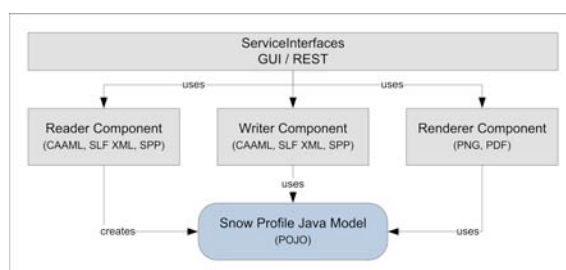 ServiceInterfaces
GUI / REST
uses
uses
uses
Reader Component
(CAAML, SLF XML, SPP)
Writer Component
(CAAML, SLF XML, SPP)
Renderer Component
(PNG, PDF)
uses
Snow Profile Java Model
(POJO)
creates
uses